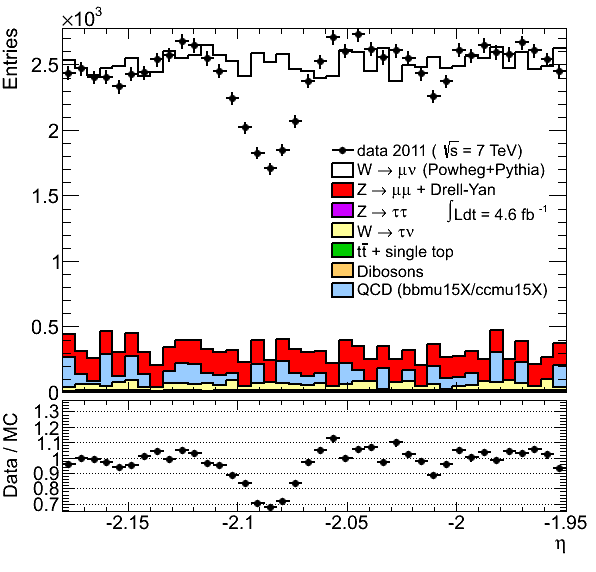 ×10³
Entries
2.5
2
1.5
1
0.5
0
data 2011 ( √s = 7 TeV)
W → μν (Powheg+Pythia)
Z → μμ + Drell-Yan
Z → ττ
∫Ldt = 4.6 fb⁻¹
W → τν
tt̅ + single top
Dibosons
QCD (bbmu15X/ccmu15X)
Data / MC
1.3
1.2
1.1
1
0.9
0.8
0.7
-2.15
-2.1
-2.05
-2
-1.95
η